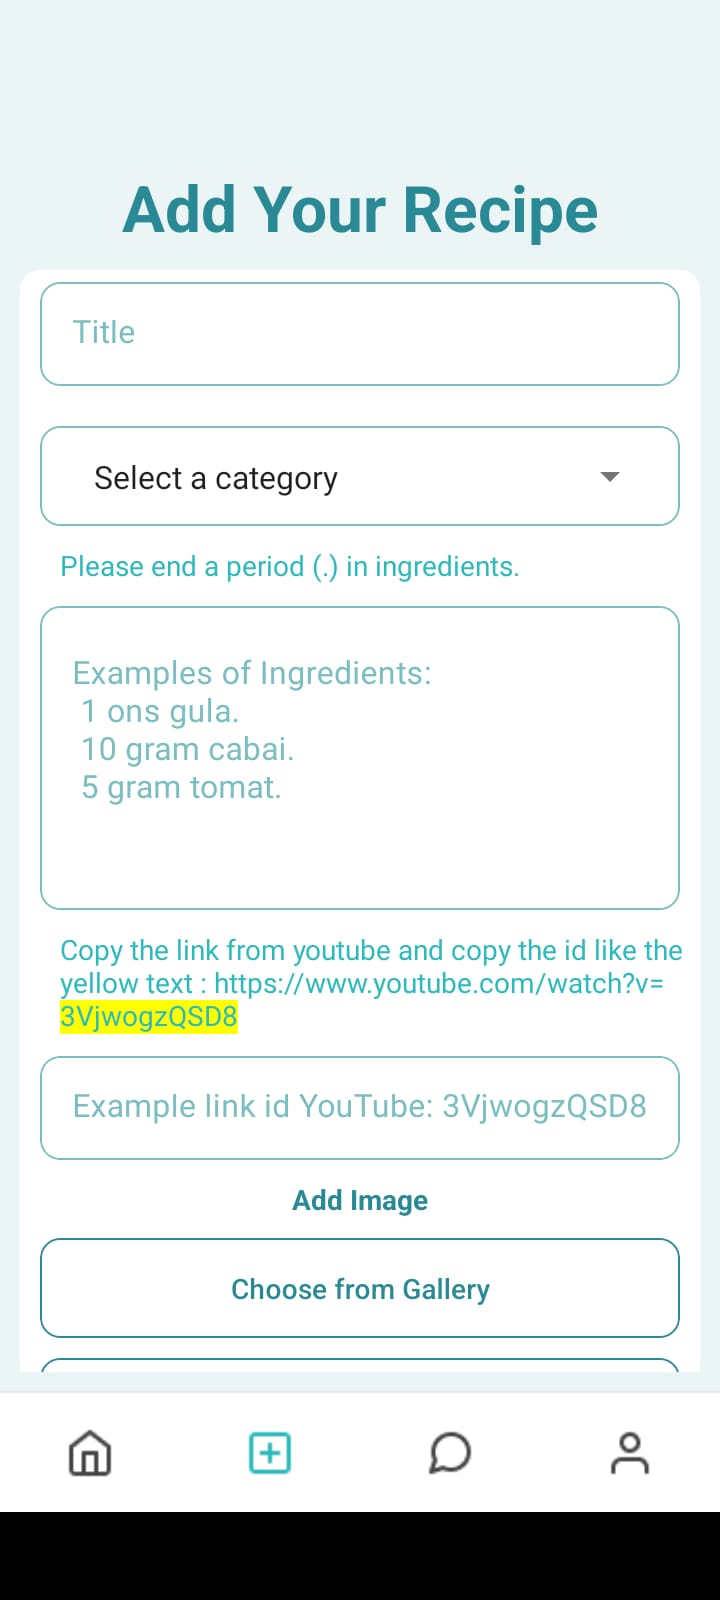 Add Your Recipe
Title
Select a category
Please end a period (.) in ingredients.
Examples of Ingredients:
1 ons gula.
10 gram cabai.
5 gram tomat.
Copy the link from youtube and copy the id like the
yellow text : https://www.youtube.com/watch?v=
3VjwogzQSD8
Example link id YouTube: 3VjwogzQSD8
Add Image
Choose from Gallery